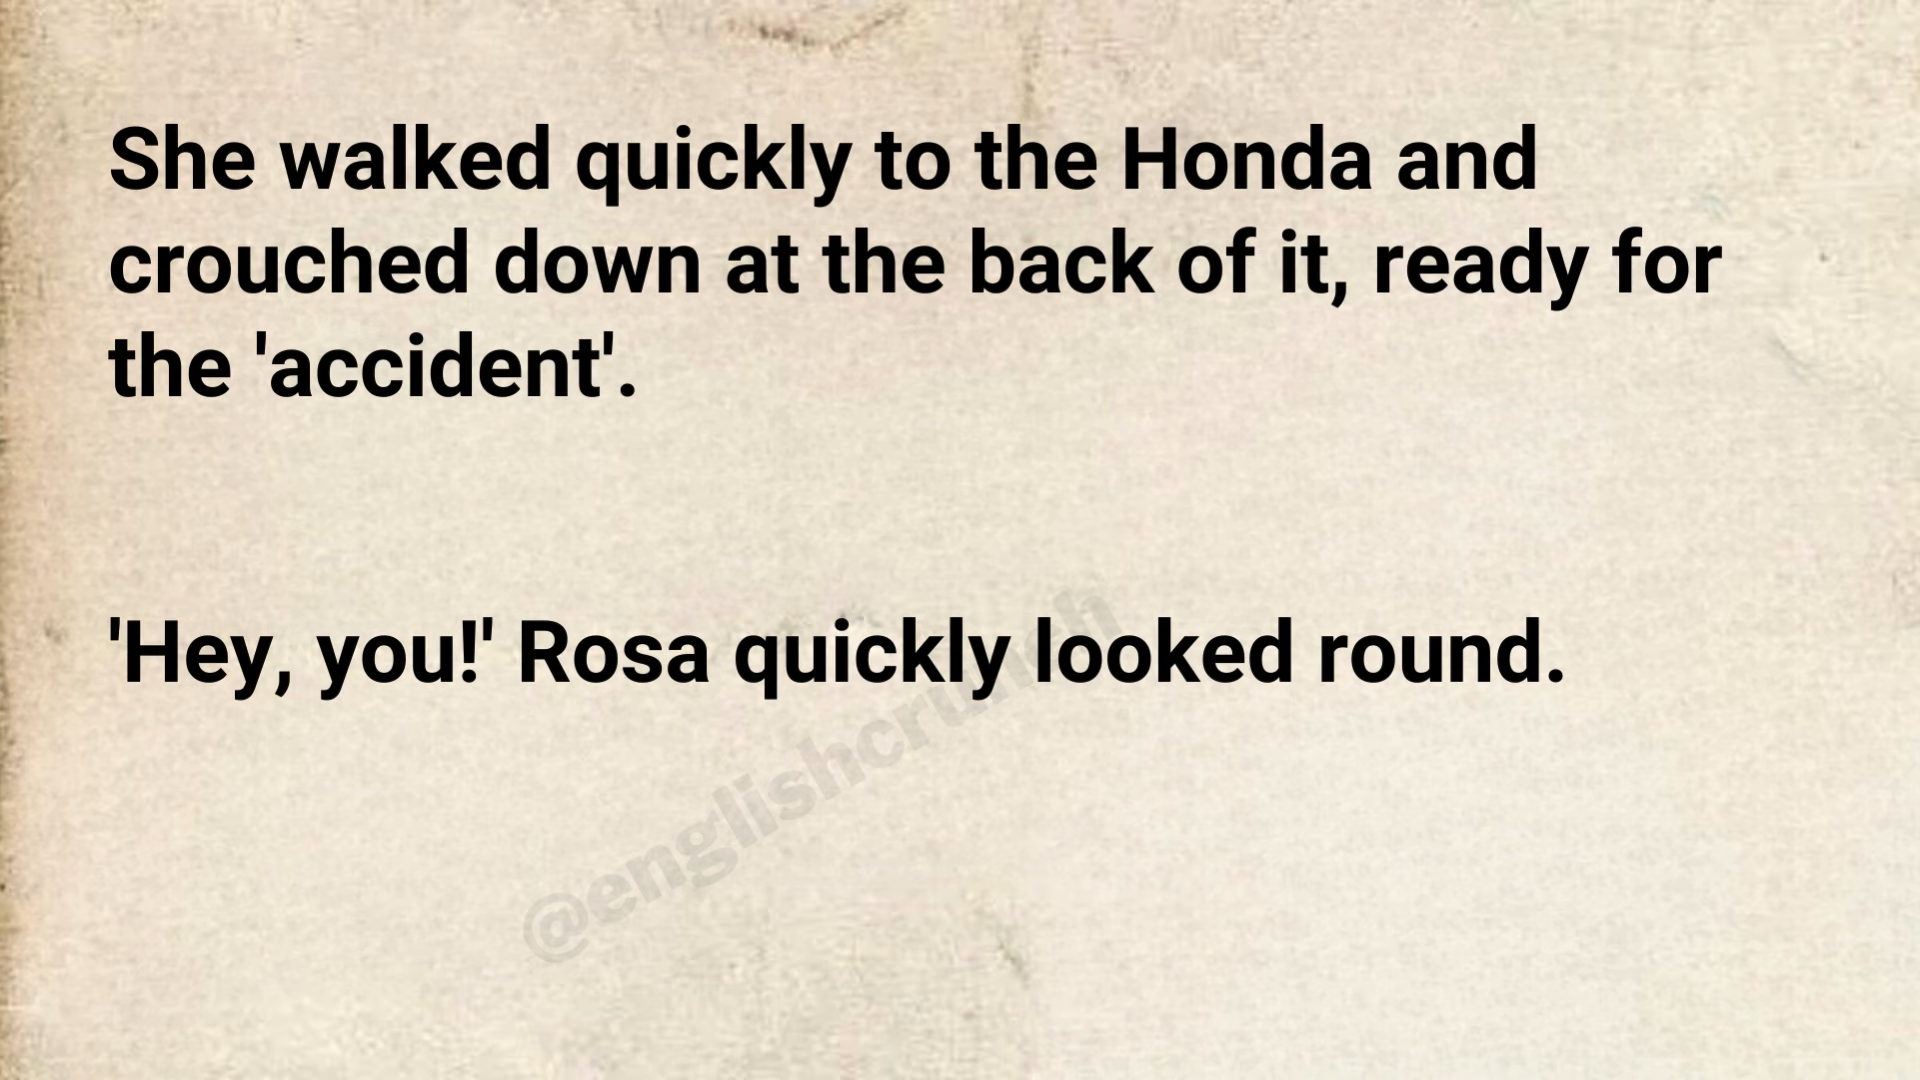 She walked quickly to the Honda and
crouched down at the back of it, ready for
the 'accident'.
'Hey, you!' Rosa quickly looked round.
@englishcrunch